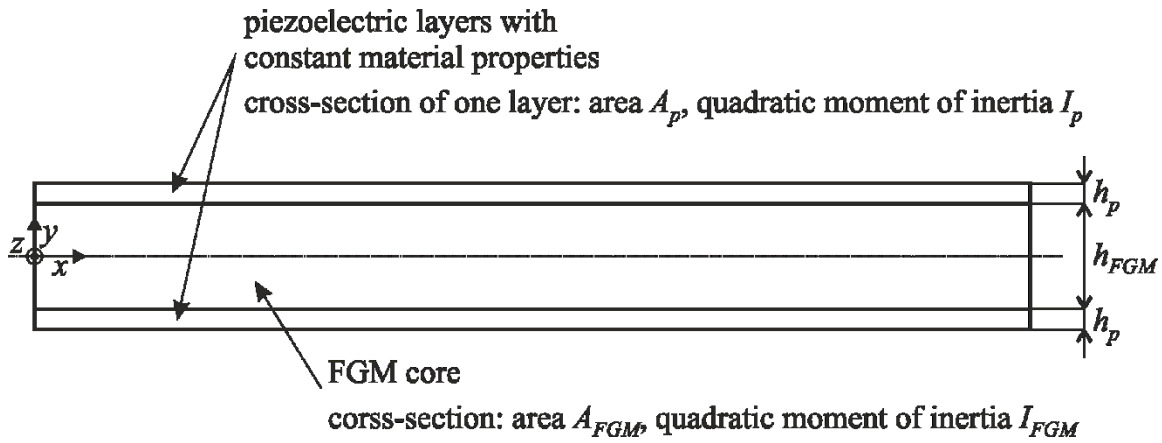 piezoelectric layers with
constant material properties
cross-section of one layer: area A_p, quadratic moment of inertia I_p
h_p
y
z
x
h_FGM
h_p
FGM core
corss-section: area A_FGM, quadratic moment of inertia I_FGM